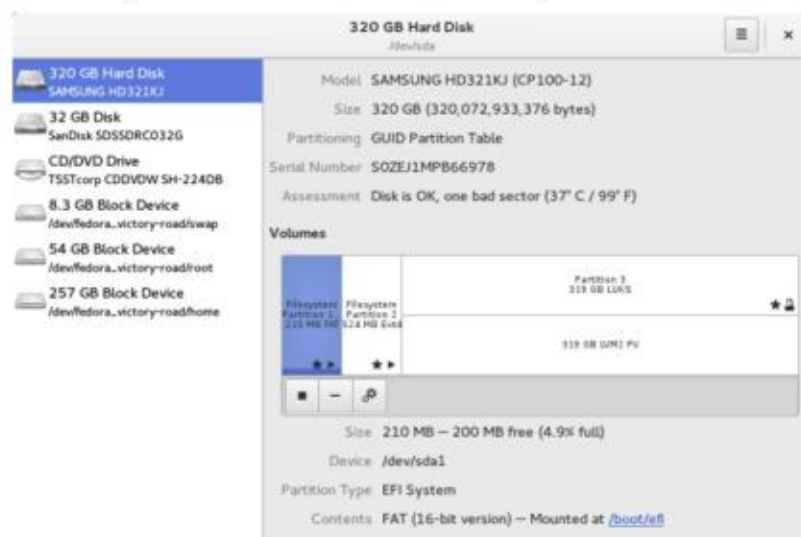 320 GB Hard Disk
/dev/sda
320 GB Hard Disk
SAMSUNG HD321KJ
32 GB Disk
SanDisk SDSSDRC032G
CD/DVD Drive
TSSTcorp CDDVDW SH-224DB
8.3 GB Block Device
/dev/fedora_victory-road/swap
54 GB Block Device
/dev/fedora_victory-road/root
257 GB Block Device
/dev/fedora_victory-road/home
Model SAMSUNG HD321KJ (CP100-12)
Size 320 GB (320,072,933,376 bytes)
Partitioning GUID Partition Table
Serial Number S0ZEJ1MPB66978
Assessment Disk is OK, one bad sector (37° C / 99° F)
Volumes
Filesystem
Partition 1
210 MB FAT
Filesystem
Partition 2
524 MB Ext4
Partition 3
319 GB LUKS
319 GB LVM2 PV
Size 210 MB — 200 MB free (4.9% full)
Device /dev/sda1
Partition Type EFI System
Contents FAT (16-bit version) — Mounted at /boot/efi